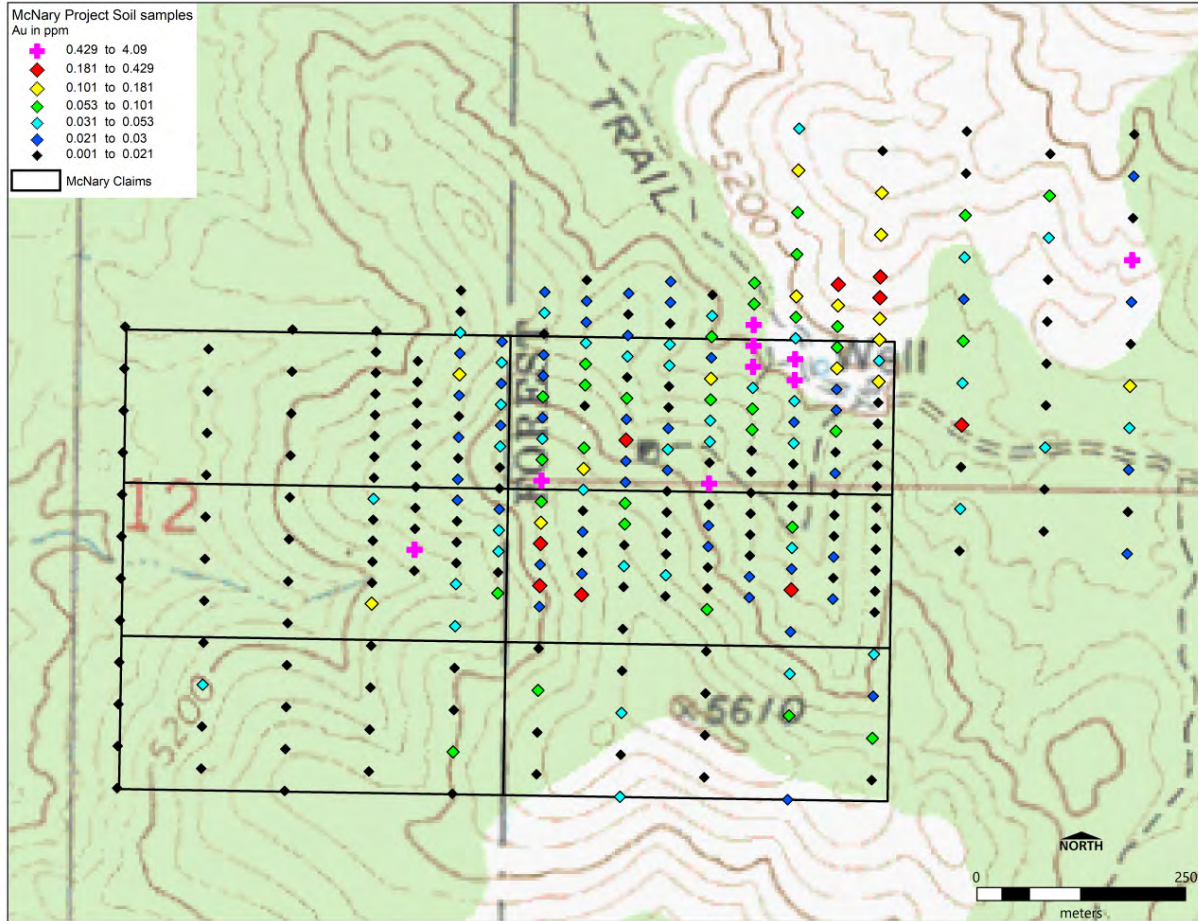 McNary Project Soil samples
Au in ppm
0.429 to 4.09
0.181 to 0.429
0.101 to 0.181
0.053 to 0.101
0.031 to 0.053
0.021 to 0.03
0.001 to 0.021
McNary Claims
TRAIL
5200
Well
FOREST
12
5200
×5610
NORTH
0
250
meters